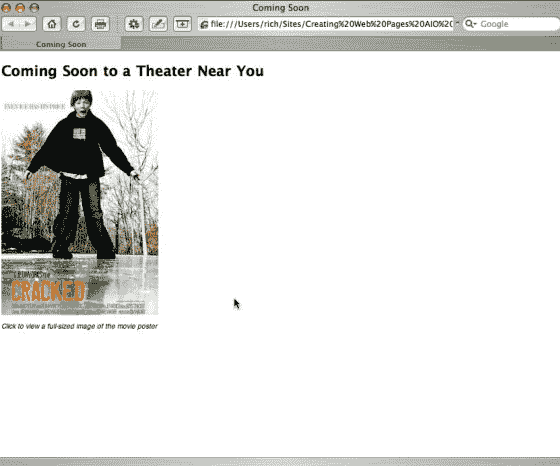 Coming Soon
file:///Users/rich/Sites/Creating%20Web%20Pages%20AIO%20
Google
Coming Soon
Coming Soon to a Theater Near You
CRACKED
Click to view a full-sized image of the movie poster